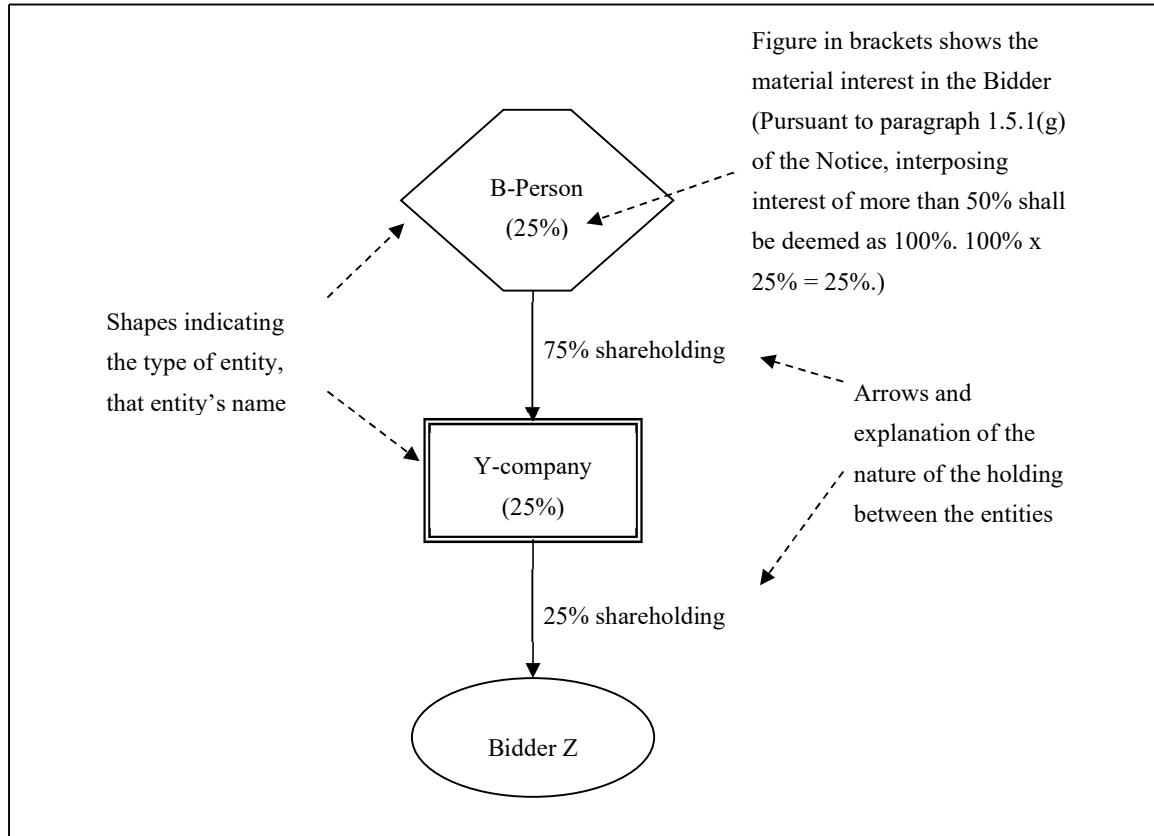 Figure in brackets shows the
material interest in the Bidder
(Pursuant to paragraph 1.5.1(g)
of the Notice, interposing
interest of more than 50% shall
be deemed as 100%. 100% x
25% = 25%.)
B-Person
(25%)
Shapes indicating
the type of entity,
that entity’s name
75% shareholding
Arrows and
explanation of the
nature of the holding
between the entities
Y-company
(25%)
25% shareholding
Bidder Z